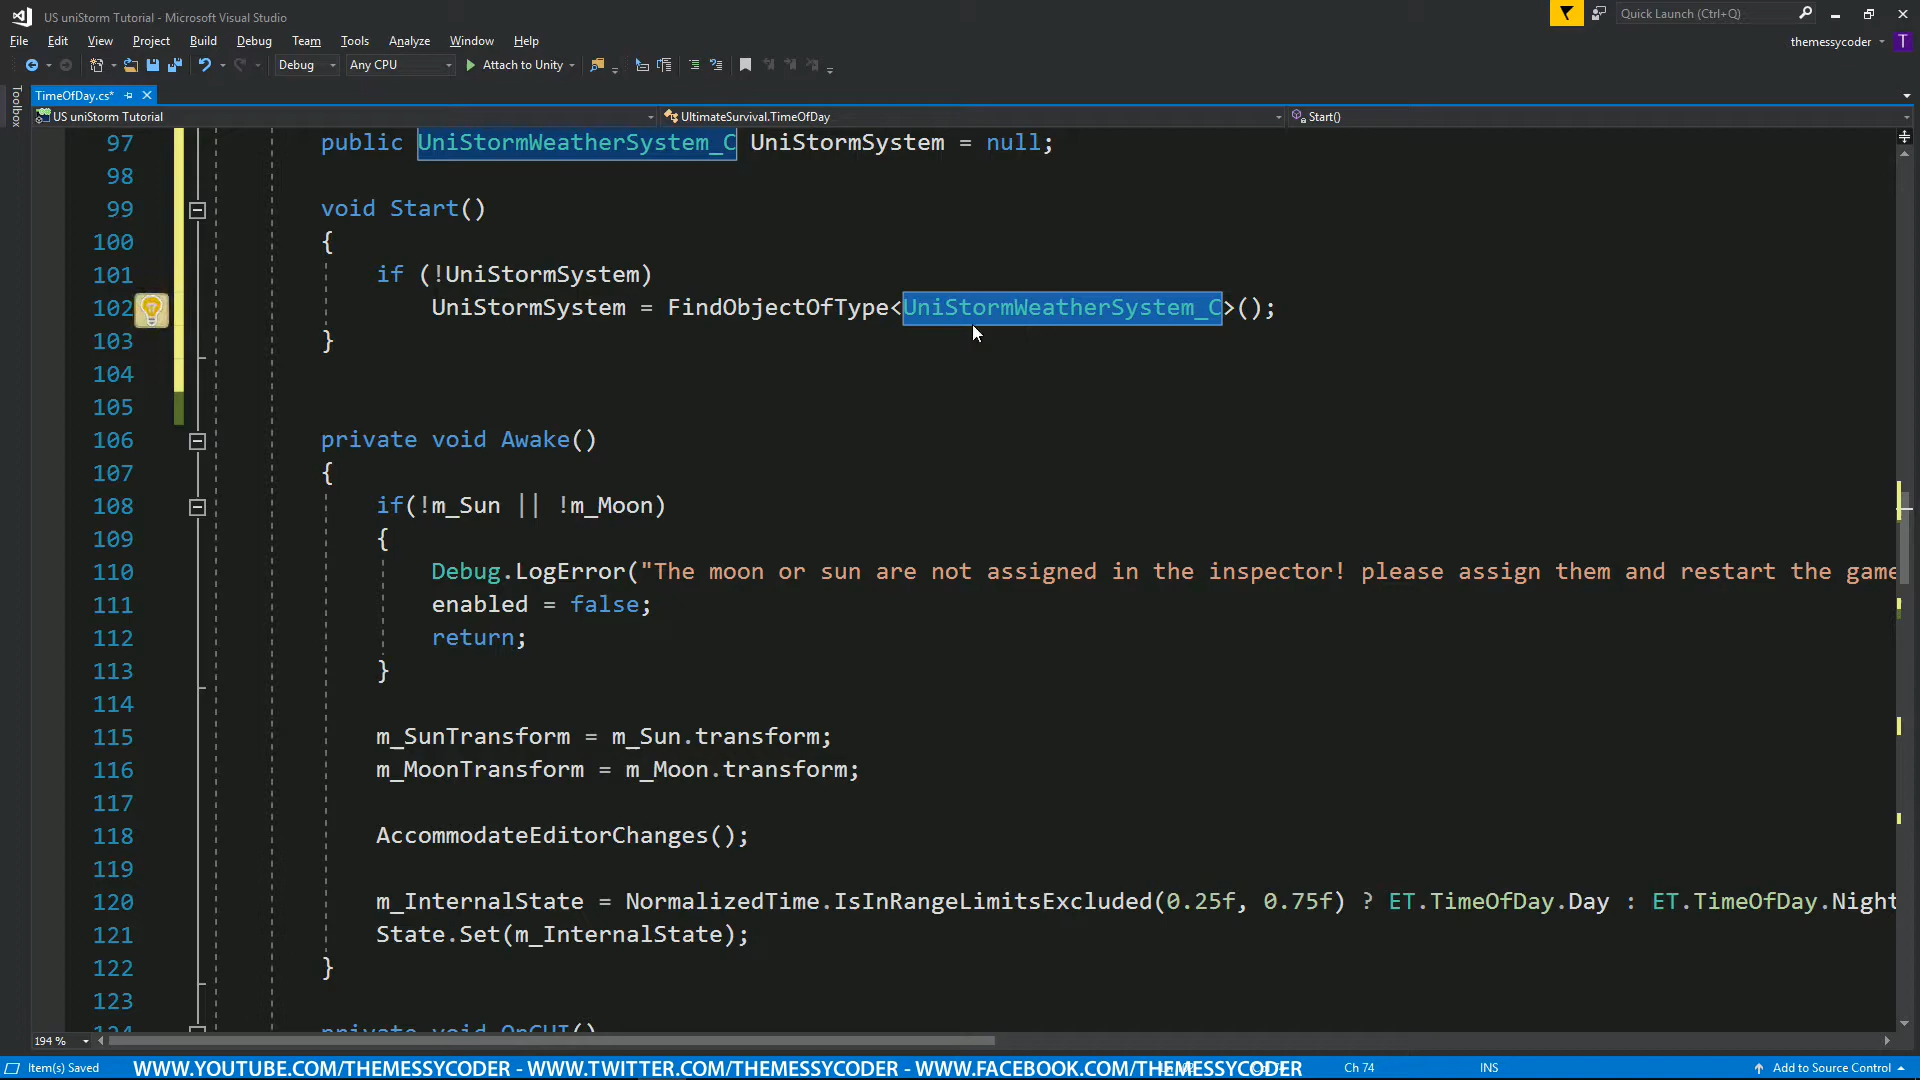 US uniStorm Tutorial - Microsoft Visual Studio
Quick Launch (Ctrl+Q)
File Edit View Project Build Debug Team Tools Analyze Window Help
themessycoder T
Debug Any CPU Attach to Unity
Toolbox
TimeOfDay.cs*
US uniStorm Tutorial UltimateSurvival.TimeOfDay Start()
97 public UniStormWeatherSystem_C UniStormSystem = null;
98
99 void Start()
100 {
101 if (!UniStormSystem)
102 UniStormSystem = FindObjectOfType<UniStormWeatherSystem_C>();
103 }
104
105
106 private void Awake()
107 {
108 if(!m_Sun || !m_Moon)
109 {
110 Debug.LogError("The moon or sun are not assigned in the inspector! please assign them and restart the game
111 enabled = false;
112 return;
113 }
114
115 m_SunTransform = m_Sun.transform;
116 m_MoonTransform = m_Moon.transform;
117
118 AccommodateEditorChanges();
119
120 m_InternalState = NormalizedTime.IsInRangeLimitsExcluded(0.25f, 0.75f) ? ET.TimeOfDay.Day : ET.TimeOfDay.Night
121 State.Set(m_InternalState);
122 }
123
124 private void OnGUI()
194 %
Item(s) Saved WWW.YOUTUBE.COM/THEMESSYCODER - WWW.TWITTER.COM/THEMESSYCODER - WWW.FACEBOOK.COM/THEMESSYCODER Ch 74 INS Add to Source Control